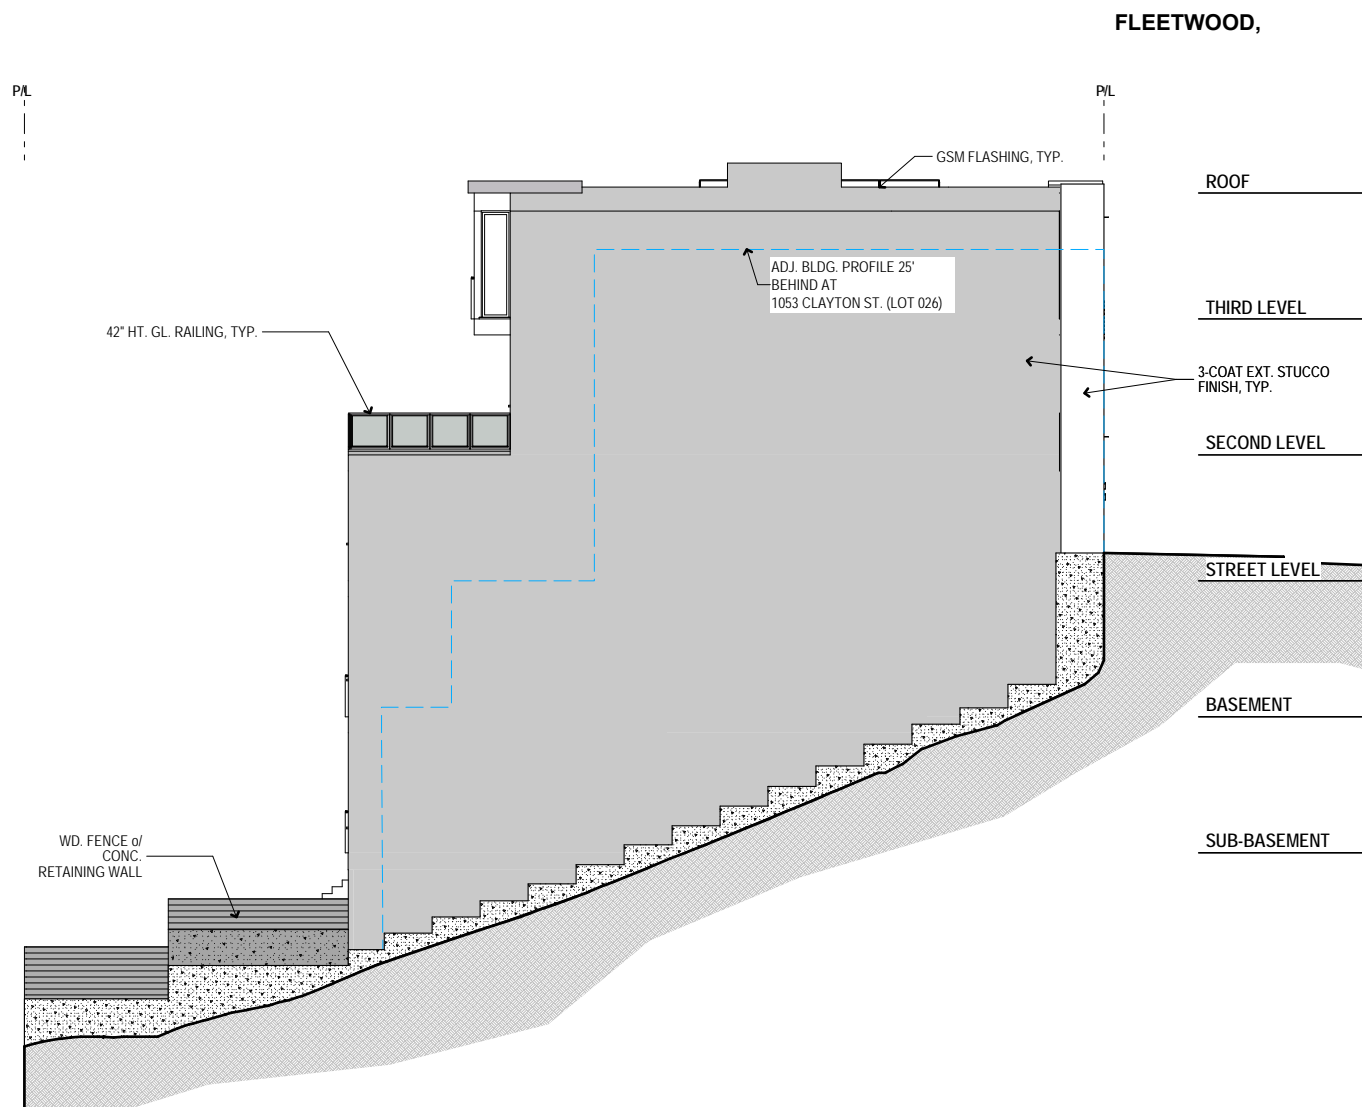 FLEETWOOD,
P/L
P/L
GSM FLASHING, TYP.
ROOF
ADJ. BLDG. PROFILE 25'
BEHIND AT
1053 CLAYTON ST. (LOT 026)
THIRD LEVEL
42" HT. GL. RAILING, TYP.
3-COAT EXT. STUCCO
FINISH, TYP.
SECOND LEVEL
STREET LEVEL
BASEMENT
WD. FENCE o/
CONC.
RETAINING WALL
SUB-BASEMENT